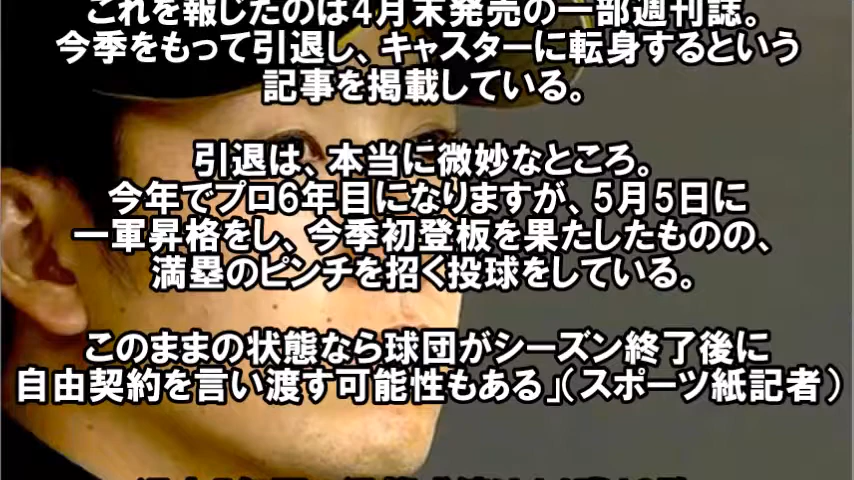 これを報じたのは4月末発売の一部週刊誌。
今季をもって引退し、キャスターに転身するという
記事を掲載している。
引退は、本当に微妙なところ。
今年でプロ6年目になりますが、5月5日に
一軍昇格をし、今季初登板を果たしたものの、
満塁のピンチを招く投球をしている。
このままの状態なら球団がシーズン終了後に
自由契約を言い渡す可能性もある」（スポーツ紙記者）